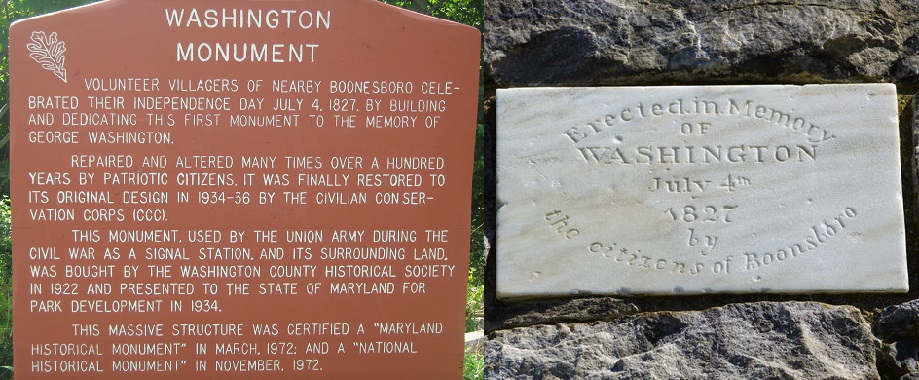 WASHINGTON
MONUMENT
VOLUNTEER VILLAGERS OF NEARBY BOONESBORO CELE-
BRATED THEIR INDEPENDENCE DAY JULY 4, 1827, BY BUILDING
AND DEDICATING THIS FIRST MONUMENT TO THE MEMORY OF
GEORGE WASHINGTON.
REPAIRED AND ALTERED MANY TIMES OVER A HUNDRED
YEARS BY PATRIOTIC CITIZENS, IT WAS FINALLY RESTORED TO
ITS ORIGINAL DESIGN IN 1934-36 BY THE CIVILIAN CONSER-
VATION CORPS (CCC).
THIS MONUMENT, USED BY THE UNION ARMY DURING THE
CIVIL WAR AS A SIGNAL STATION, AND ITS SURROUNDING LAND,
WAS BOUGHT BY THE WASHINGTON COUNTY HISTORICAL SOCIETY
IN 1922 AND PRESENTED TO THE STATE OF MARYLAND FOR
PARK DEVELOPMENT IN 1934.
THIS MASSIVE STRUCTURE WAS CERTIFIED A "MARYLAND
HISTORICAL MONUMENT" IN MARCH, 1972; AND A "NATIONAL
HISTORICAL MONUMENT" IN NOVEMBER, 1972.
Erected in Memory
OF
WASHINGTON
July 4th
1827
by
the citizens of Boonsboro